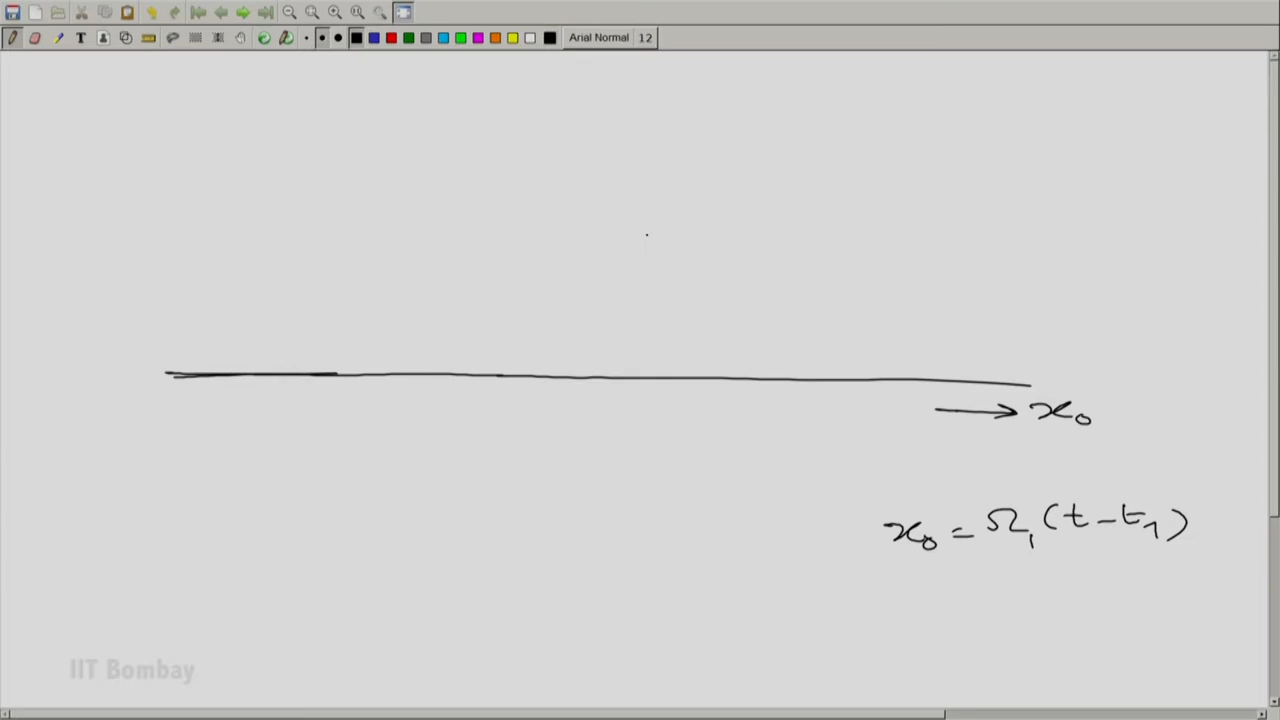 T Arial Normal 12
→ x₀
x₀ = Ω₁ (t - t₁)
IIT Bombay